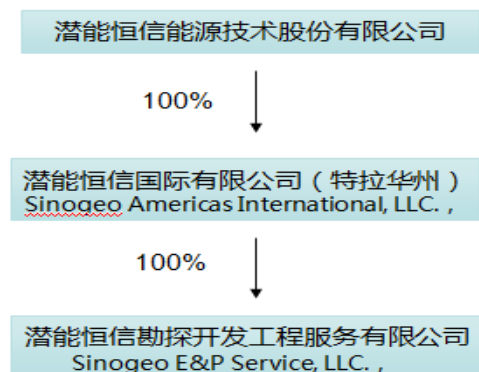 潜能恒信能源技术股份有限公司
100%
潜能恒信国际有限公司（特拉华州）
Sinogeo Americas International, LLC. ,
100%
潜能恒信勘探开发工程服务有限公司
Sinogeo E&P Service, LLC. ,